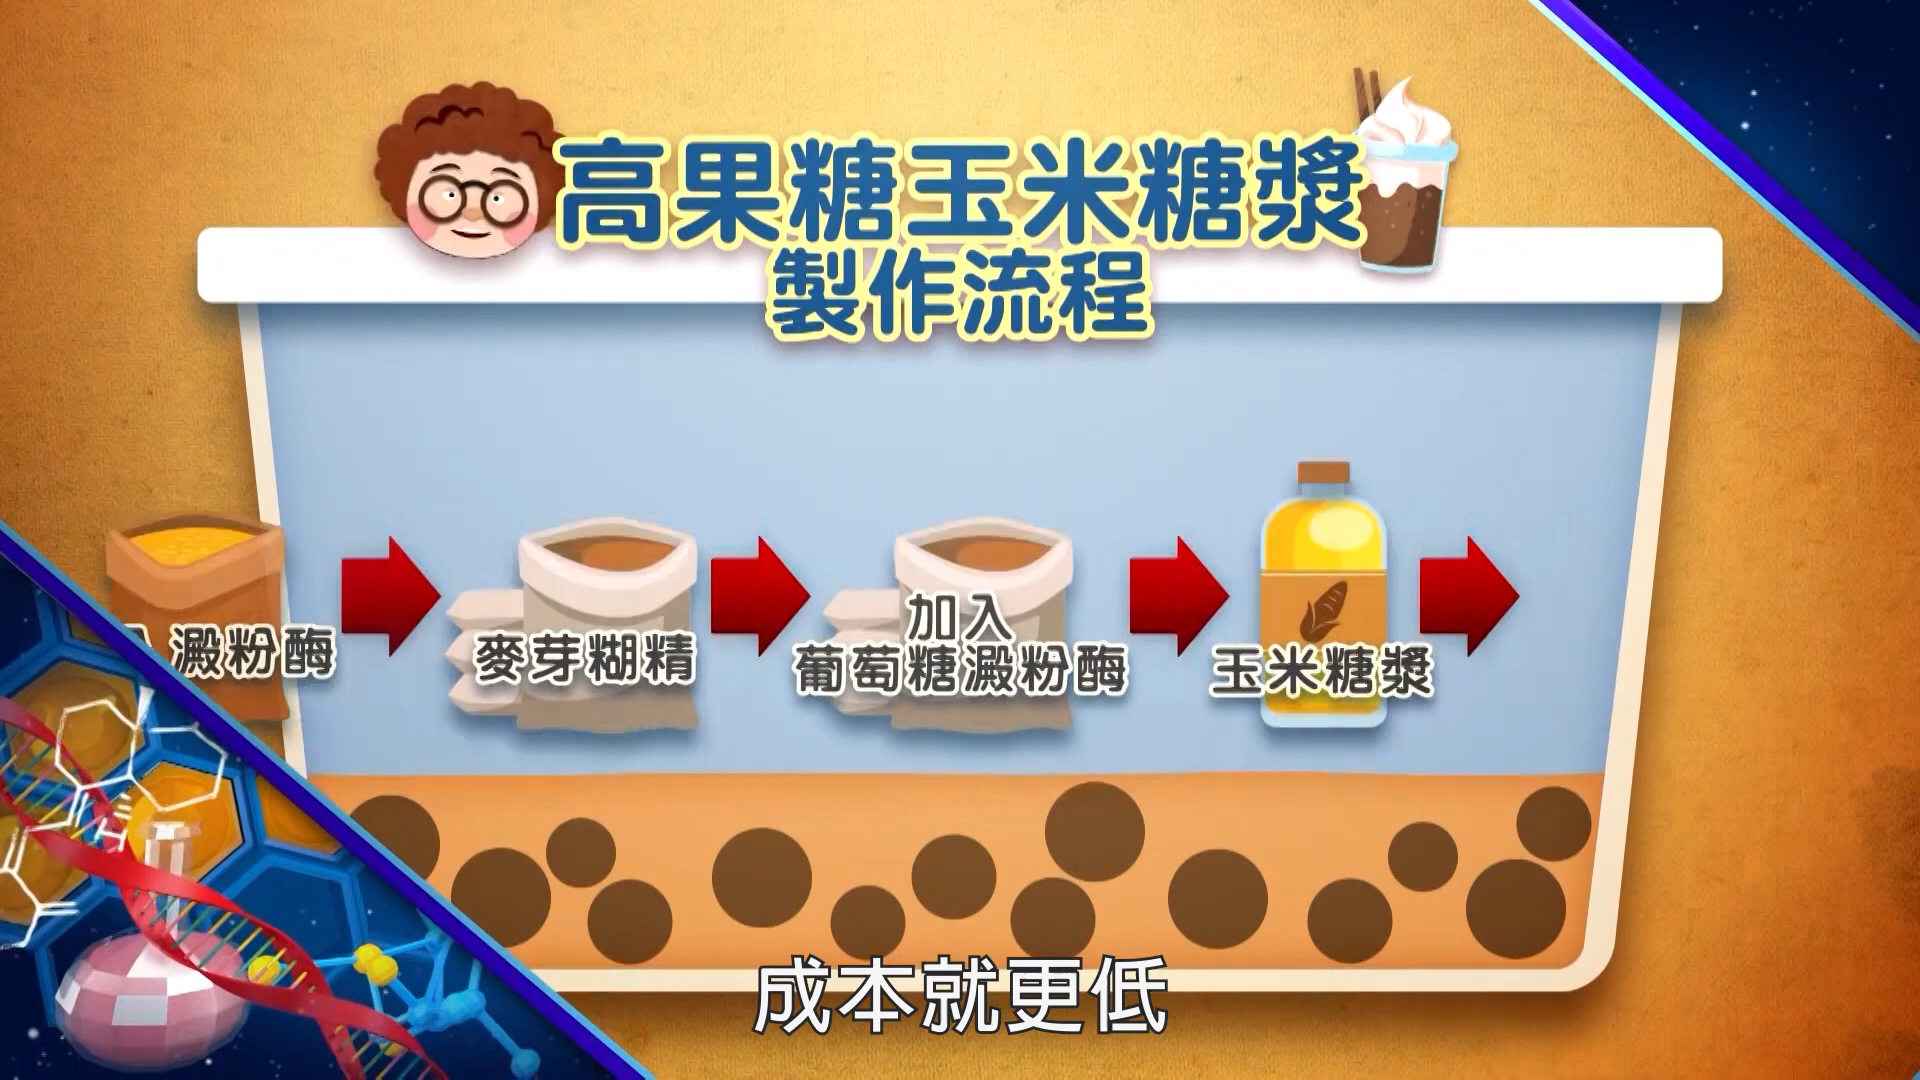 高果糖玉米糖漿
製作流程
入澱粉酶
麥芽糊精
加入
葡萄糖澱粉酶
玉米糖漿
成本就更低